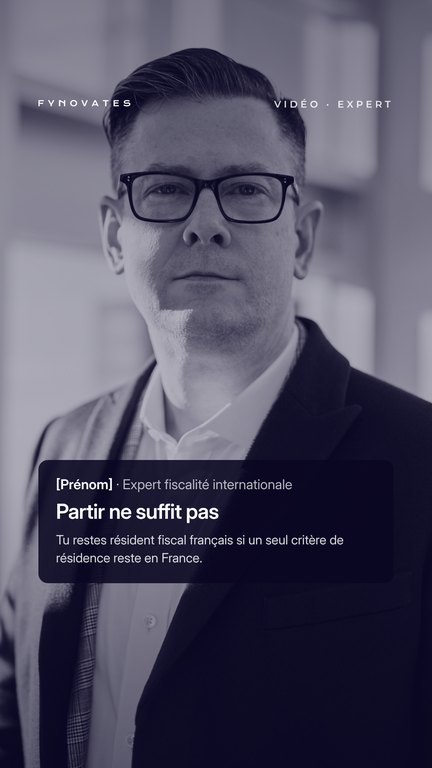 FYNOVATES
VIDÉO · EXPERT
[Prénom] · Expert fiscalité internationale
Partir ne suffit pas
Tu restes résident fiscal français si un seul critère de
résidence reste en France.